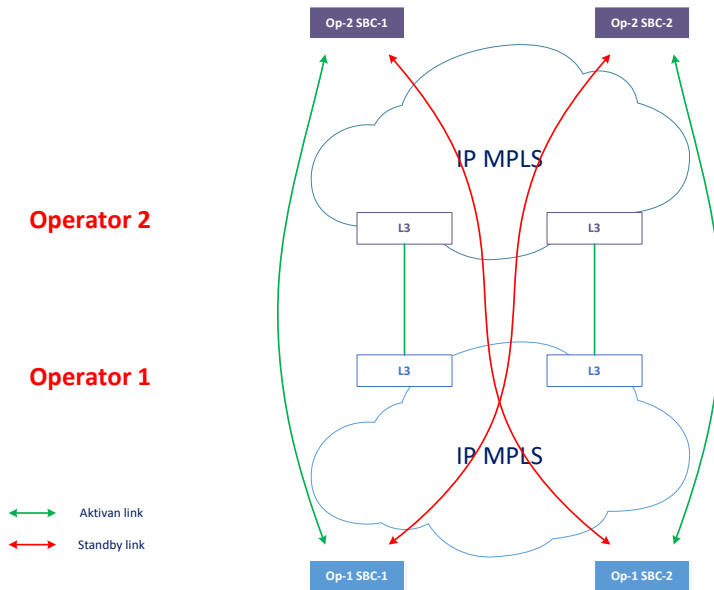 Op-2 SBC-1
Op-2 SBC-2
IP MPLS
Operator 2
L3
L3
Operator 1
L3
L3
IP MPLS
Aktivan link
Standby link
Op-1 SBC-1
Op-1 SBC-2